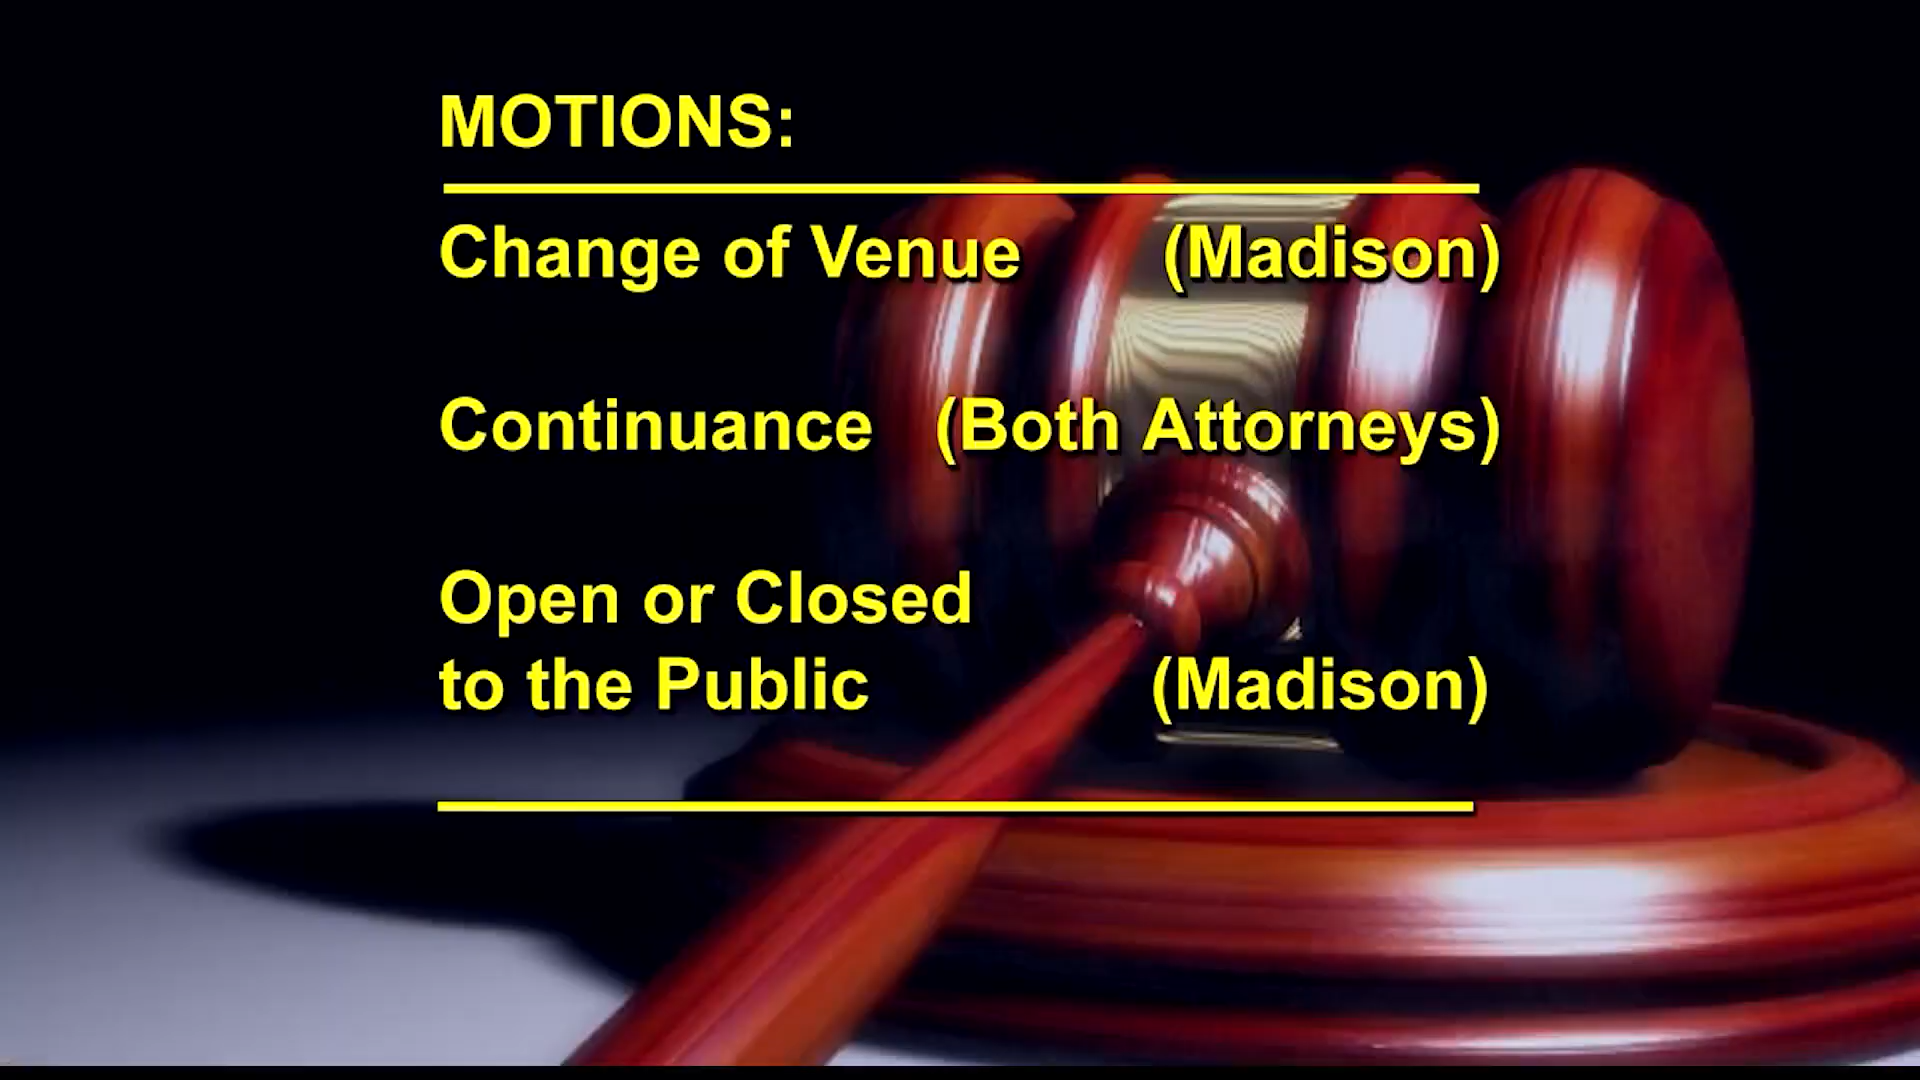 MOTIONS:
Change of Venue (Madison)
Continuance (Both Attorneys)
Open or Closed
to the Public (Madison)